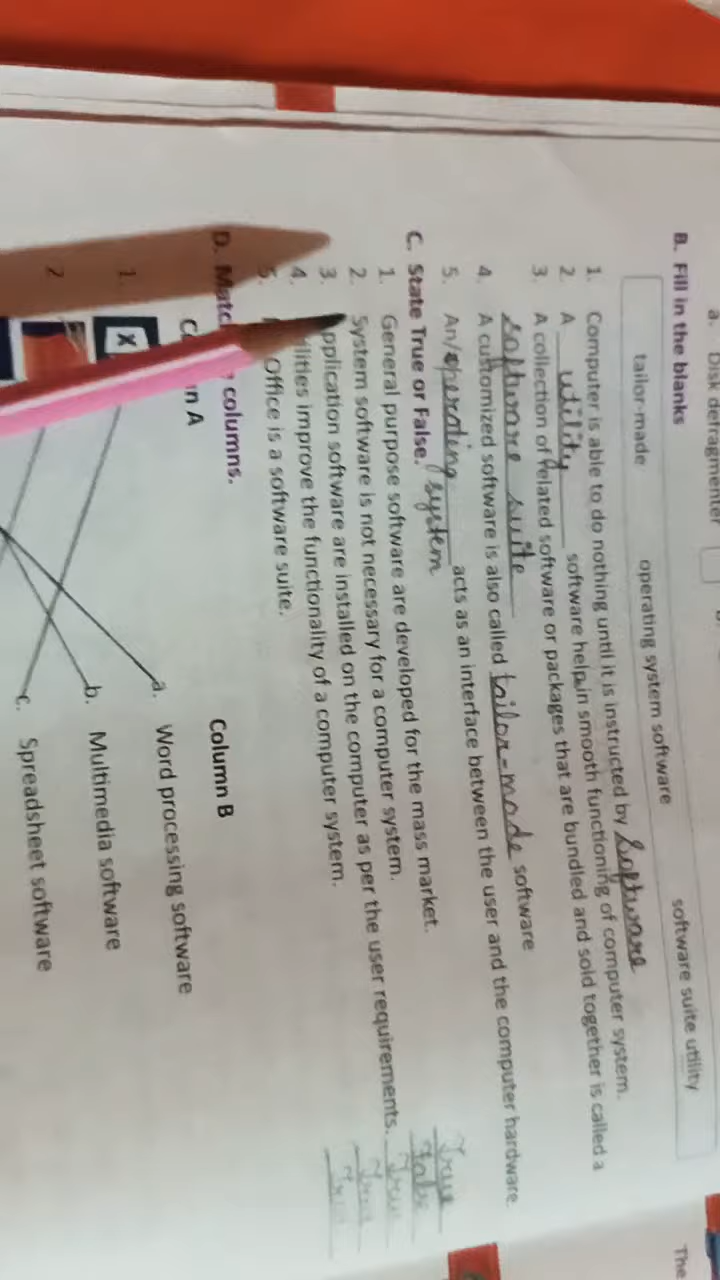 a. Disk defragmenter
B. Fill in the blanks
tailor-made operating system software software suite utility
1. Computer is able to do nothing until it is instructed by Software
2. A utility software help in smooth functioning of computer system.
3. A collection of related software or packages that are bundled and sold together is called a
software suite
4. A customized software is also called tailor-made software
5. An/operating system acts as an interface between the user and the computer hardware.
C. State True or False.
1. General purpose software are developed for the mass market. True
2. System software is not necessary for a computer system. False
3. pplication software are installed on the computer as per the user requirements. True
4. lities improve the functionality of a computer system. True
5. Office is a software suite. True
D. Matc columns.
C n A Column B
1. X a. Word processing software
2 b. Multimedia software
c. Spreadsheet software
The